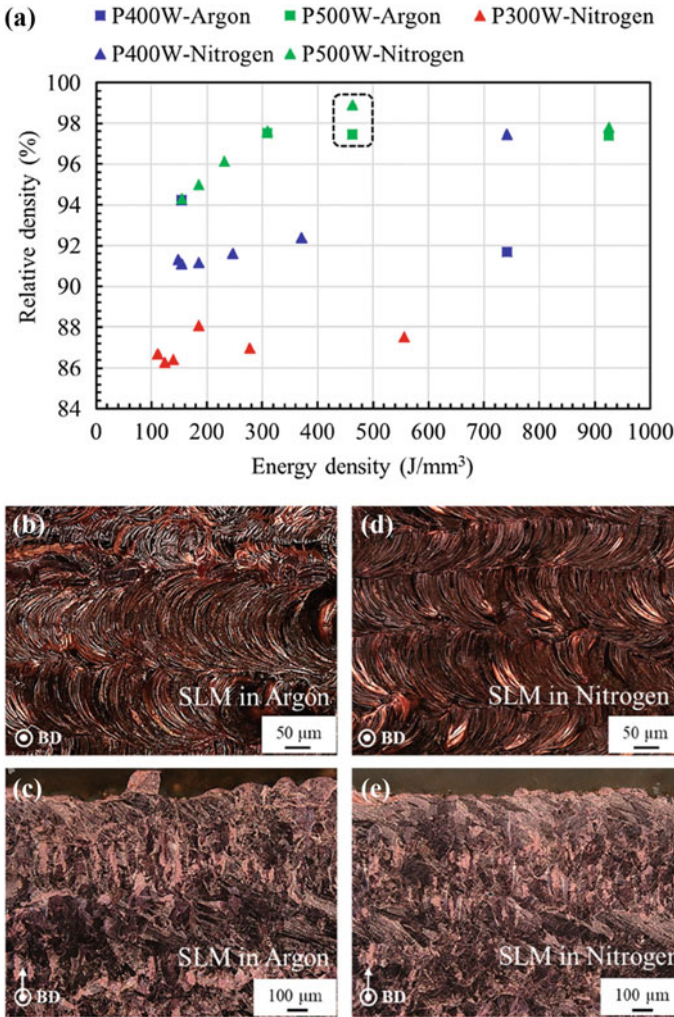 (a)
P400W-Argon P500W-Argon P300W-Nitrogen
P400W-Nitrogen P500W-Nitrogen
100
98
96
94
92
90
88
86
84
Relative density (%)
0 100 200 300 400 500 600 700 800 900 1000
Energy density (J/mm³)
(b)
SLM in Argon
BD
50 μm
(d)
SLM in Nitrogen
BD
50 μm
(c)
SLM in Argon
BD
100 μm
(e)
SLM in Nitrogen
BD
100 μm